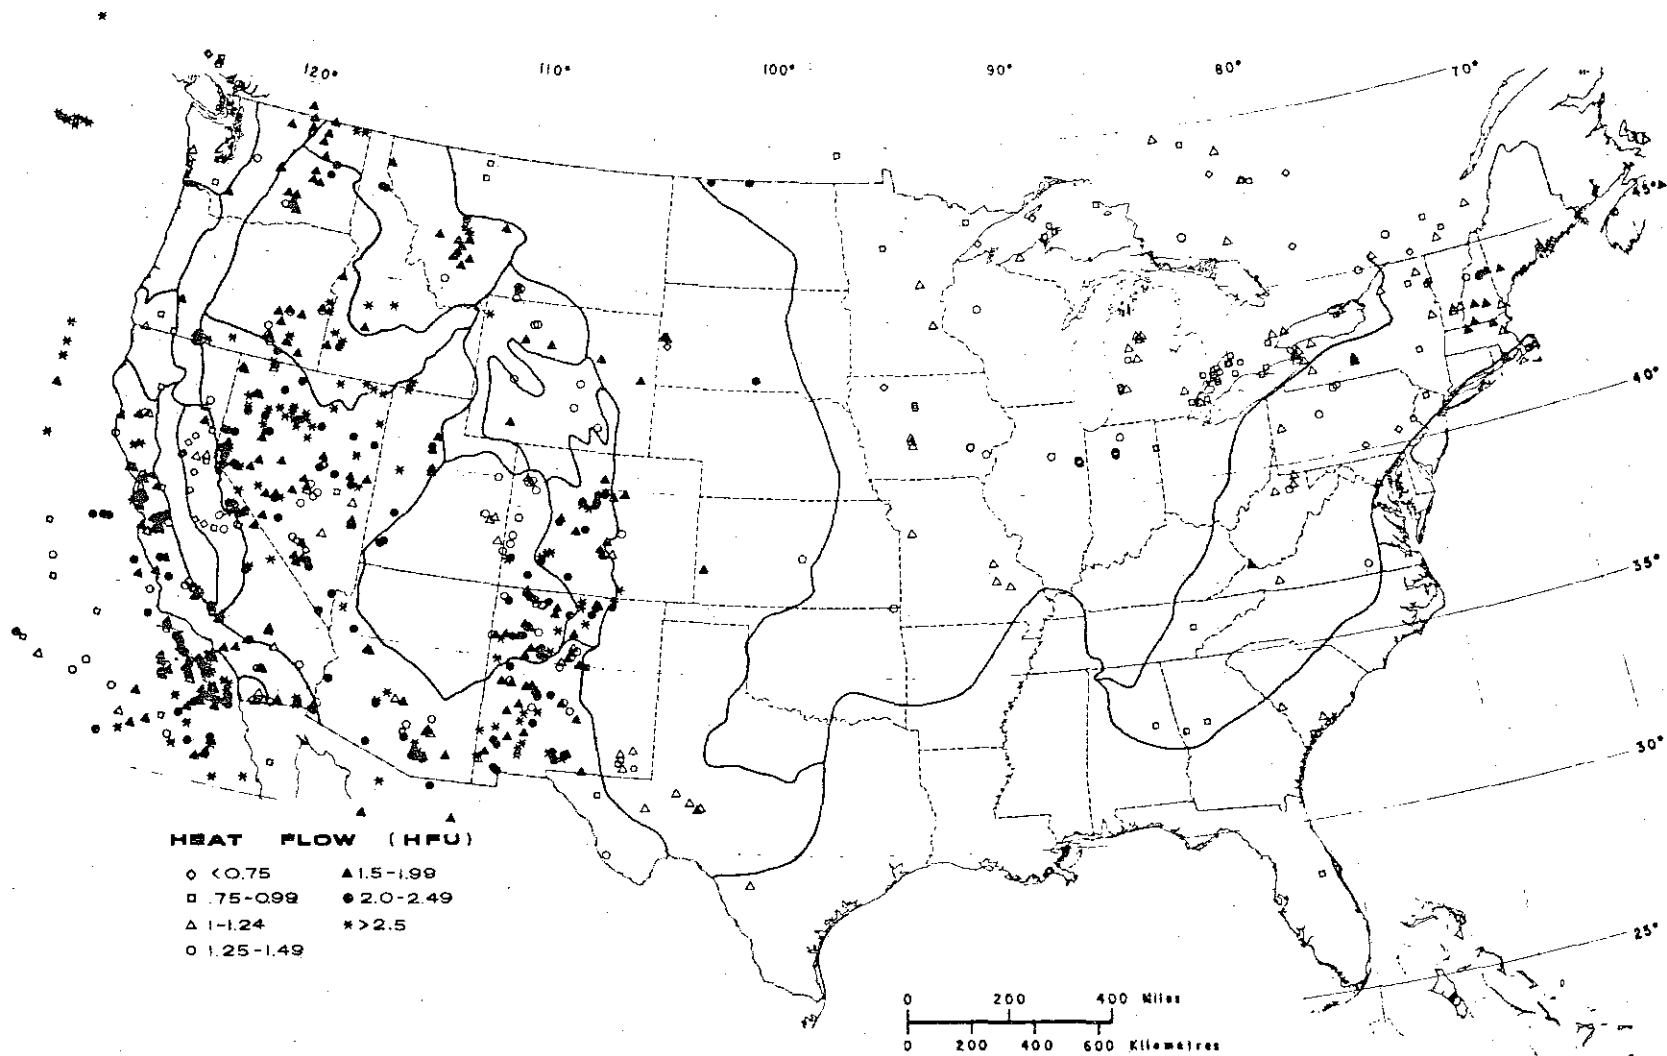 120°
110°
100°
90°
80°
70°
45°
40°
35°
30°
25°
HEAT FLOW (HFU)
◇ <0.75 ▲ 1.5-1.99
□ .75-0.99 ● 2.0-2.49
△ 1-1.24 * >2.5
○ 1.25-1.49
0 200 400 Miles
0 200 400 600 Kilometres